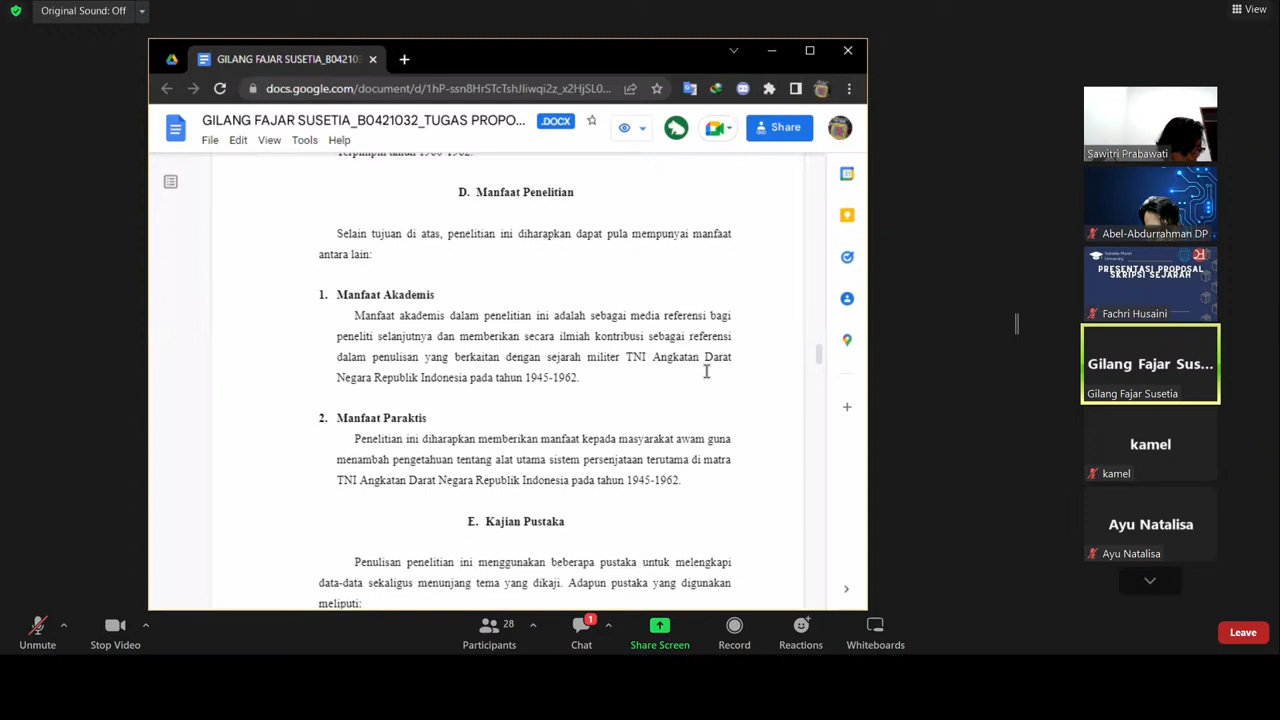 Original Sound: Off
View
GILANG FAJAR SUSETIA_B04210
docs.google.com/document/d/1hP-ssn8HrSTcTshJIiwqi2z_x2HjSL0...
GILANG FAJAR SUSETIA_B0421032_TUGAS PROPO...
.DOCX
Share
File Edit View Tools Help
D. Manfaat Penelitian
Selain tujuan di atas, penelitian ini diharapkan dapat pula mempunyai manfaat
antara lain:
1. Manfaat Akademis
Manfaat akademis dalam penelitian ini adalah sebagai media referensi bagi
peneliti selanjutnya dan memberikan secara ilmiah kontribusi sebagai referensi
dalam penulisan yang berkaitan dengan sejarah militer TNI Angkatan Darat
Negara Republik Indonesia pada tahun 1945-1962.
2. Manfaat Paraktis
Penelitian ini diharapkan memberikan manfaat kepada masyarakat awam guna
menambah pengetahuan tentang alat utama sistem persenjataan terutama di matra
TNI Angkatan Darat Negara Republik Indonesia pada tahun 1945-1962.
E. Kajian Pustaka
Penulisan penelitian ini menggunakan beberapa pustaka untuk melengkapi
data-data sekaligus menunjang tema yang dikaji. Adapun pustaka yang digunakan
meliputi:
Sawitri Prabawati
Abel-Abdurrahman DP
PRESENTASI PROPOSAL
SKRIPSI SEJARAH
Fachri Husaini
Gilang Fajar Sus...
Gilang Fajar Susetia
kamel
kamel
Ayu Natalisa
Ayu Natalisa
Unmute
Stop Video
28
Participants
1
Chat
Share Screen
Record
Reactions
Whiteboards
Leave